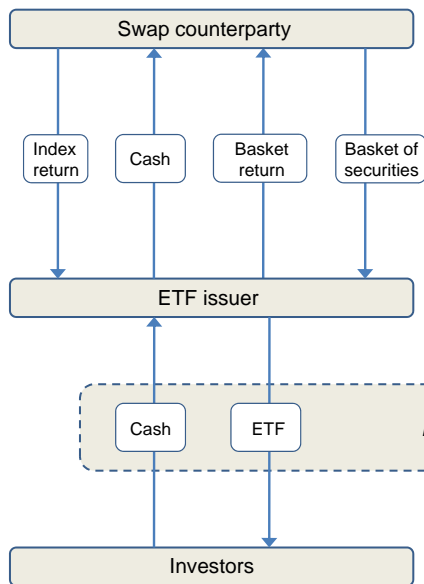 Swap counterparty
Index
return
Cash
Basket
return
Basket of
securities
ETF issuer
Cash
ETF
Investors